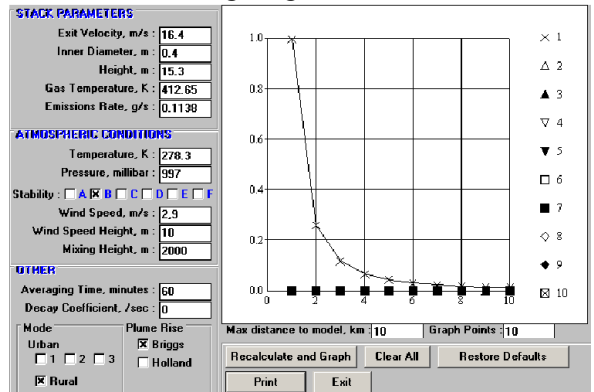 STACK PARAMETERS
Exit Velocity, m/s : 16.4
Inner Diameter, m : 0.4
Height, m : 15.3
Gas Temperature, K : 412.65
Emissions Rate, g/s : 0.1138
ATMOSPHERIC CONDITIONS
Temperature, K : 278.3
Pressure, millibar : 997
Stability : A B C D E F
Wind Speed, m/s : 2.9
Wind Speed Height, m : 10
Mixing Height, m : 2000
OTHER
Averaging Time, minutes : 60
Decay Coefficient, /sec : 0
Mode
Urban
1 2 3
Rural
Plume Rise
Briggs
Holland
1.0
0.8
0.6
0.4
0.2
0.0
0 2 4 6 8 10
1
2
3
4
5
6
7
8
9
10
Max distance to model, km : 10 Graph Points : 10
Recalculate and Graph Clear All Restore Defaults
Print Exit